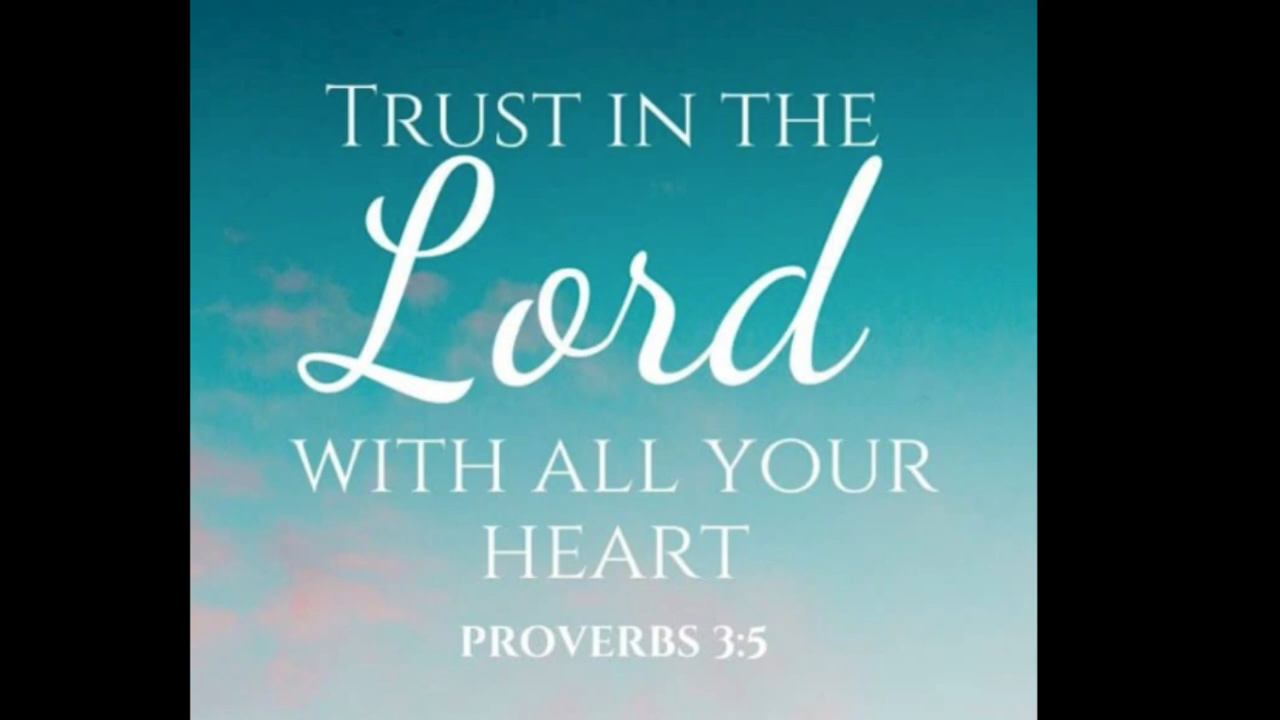 TRUST IN THE
Lord
WITH ALL YOUR
HEART
PROVERBS 3:5